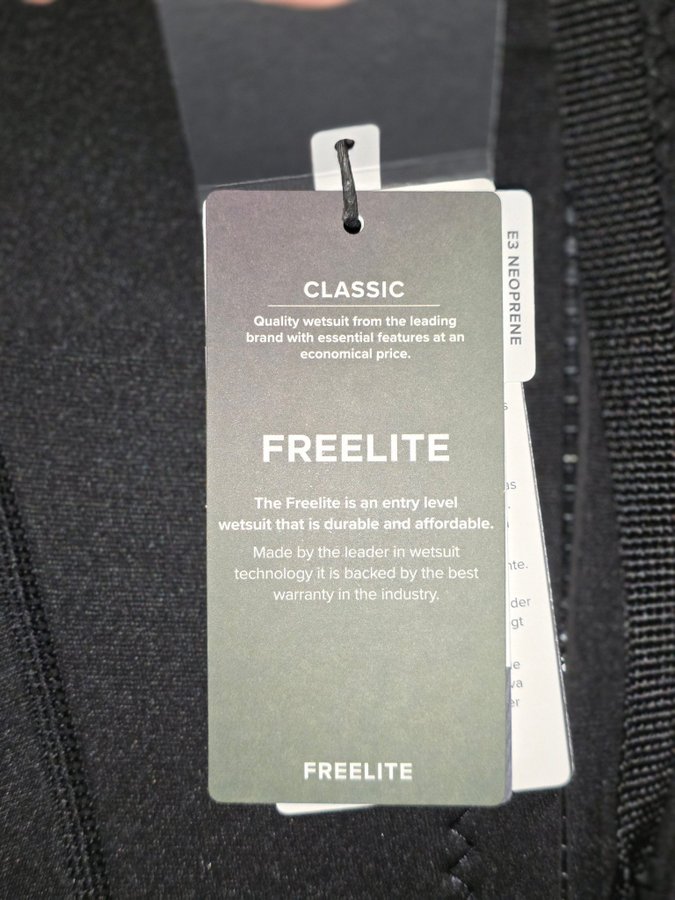 CLASSIC
Quality wetsuit from the leading
brand with essential features at an
economical price.
FREELITE
The Freelite is an entry level
wetsuit that is durable and affordable.
Made by the leader in wetsuit
technology it is backed by the best
warranty in the industry.
FREELITE
E3 NEOPRENE